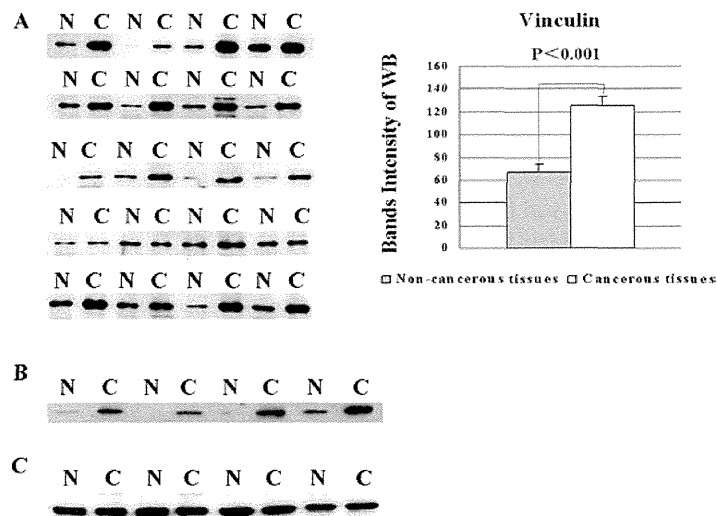 A
N C N C N C N C
N C N C N C N C
N C N C N C N C
N C N C N C N C
N C N C N C N C
Vinculin
P<0.001
Bands Intensity of WB
160
140
120
100
80
60
40
20
0
Non-cancerous tissues Cancerous tissues
B
N C N C N C N C
C
N C N C N C N C